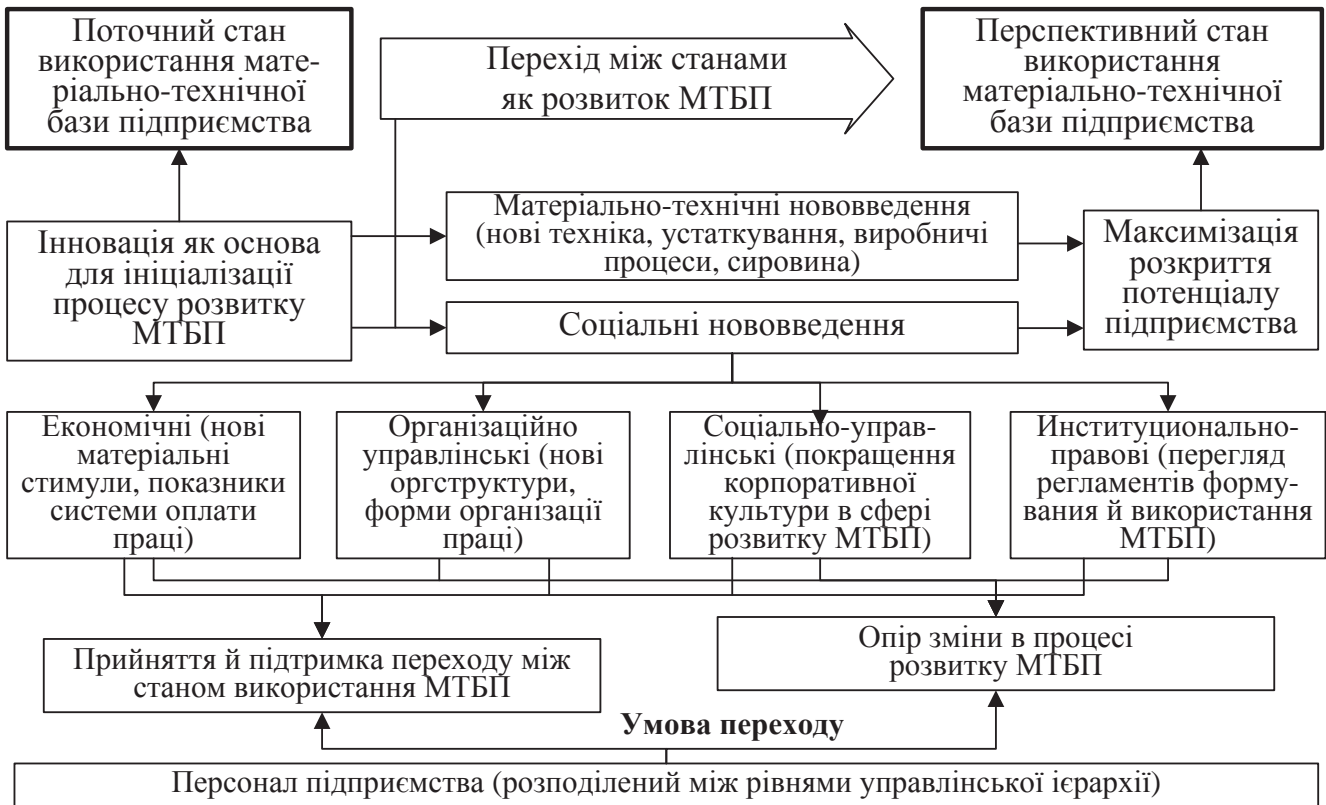 Поточний стан
використання мате-
ріально-технічної
бази підприємства
Перехід між станами
як розвиток МТБП
Перспективний стан
використання
матеріально-технічної
бази підприємства
Інновація як основа
для ініціалізації
процесу розвитку
МТБП
Матеріально-технічні нововведення
(нові техніка, устаткування, виробничі
процеси, сировина)
Соціальні нововведення
Максимізація
розкриття
потенціалу
підприємства
Економічні (нові
матеріальні
стимули, показники
системи оплати
праці)
Організаційно
управлінські (нові
оргструктури,
форми організації
праці)
Соціально-управ-
лінські (покращення
корпоративної
культури в сфері
розвитку МТБП)
Институционально-
правові (перегляд
регламентів форму-
вания й використання
МТБП)
Прийняття й підтримка переходу між
станом використання МТБП
Опір зміни в процесі
розвитку МТБП
Умова переходу
Персонал підприємства (розподілений між рівнями управлінської ієрархії)